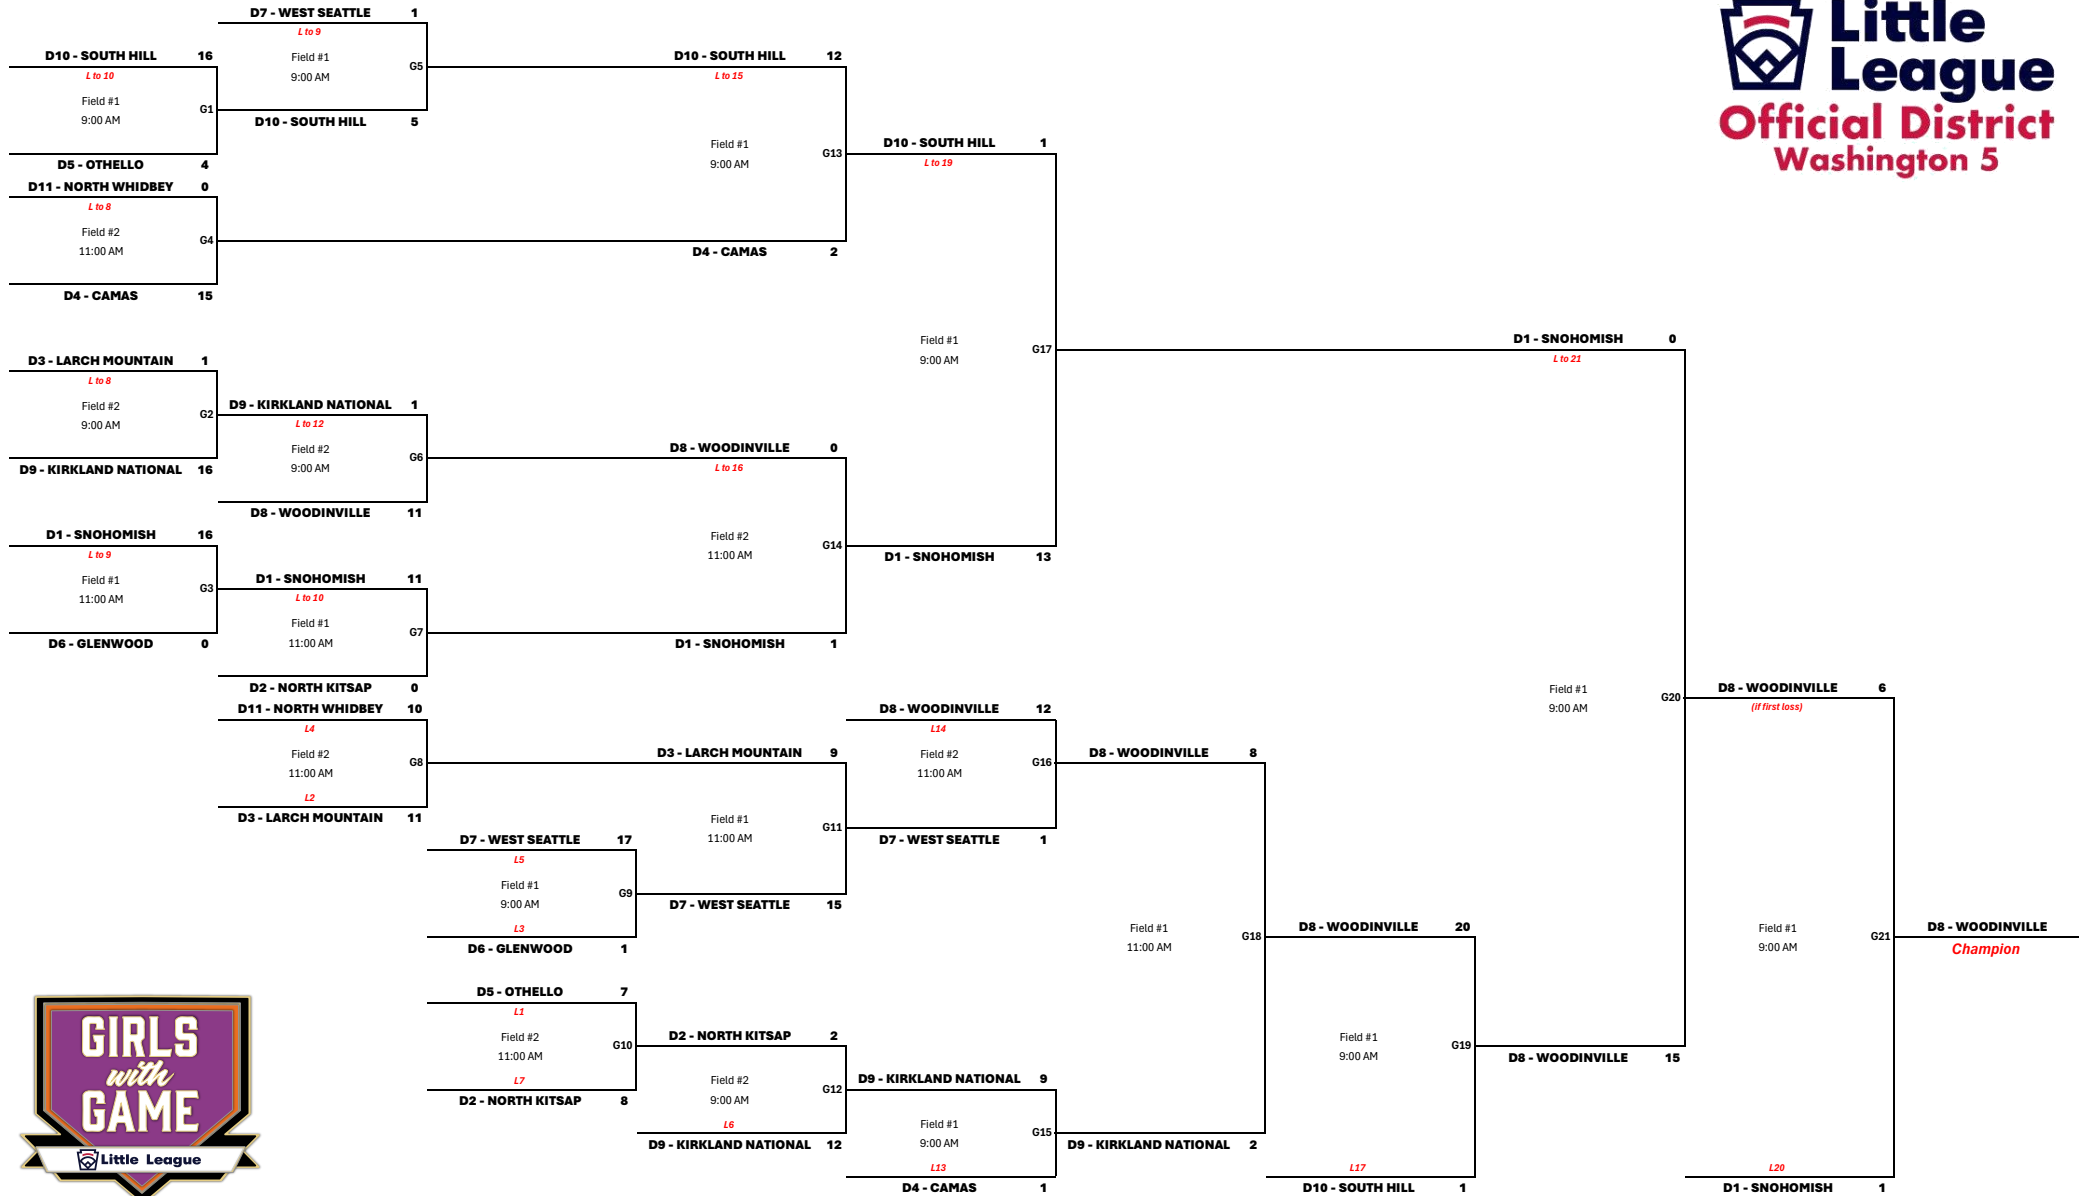 Little
League
Official District
Washington 5
D7 - WEST SEATTLE 1
L to 9
Field #1
9:00 AM
G5
D10 - SOUTH HILL 5
D10 - SOUTH HILL 16
L to 10
Field #1
9:00 AM
G1
D5 - OTHELLO 4
D11 - NORTH WHIDBEY 0
L to 8
Field #2
11:00 AM
G4
D4 - CAMAS 15
D10 - SOUTH HILL 12
L to 15
Field #1
9:00 AM
G13
D4 - CAMAS 2
D10 - SOUTH HILL 1
L to 19
Field #1
9:00 AM
G17
D1 - SNOHOMISH 13
D3 - LARCH MOUNTAIN 1
L to 8
Field #2
9:00 AM
G2
D9 - KIRKLAND NATIONAL 16
D9 - KIRKLAND NATIONAL 1
L to 12
Field #2
9:00 AM
G6
D8 - WOODINVILLE 11
D1 - SNOHOMISH 16
L to 9
Field #1
11:00 AM
G3
D6 - GLENWOOD 0
D1 - SNOHOMISH 11
L to 10
Field #1
11:00 AM
G7
D2 - NORTH KITSAP 0
D8 - WOODINVILLE 0
L to 16
Field #2
11:00 AM
G14
D1 - SNOHOMISH 1
D1 - SNOHOMISH 0
L to 21
Field #1
9:00 AM
G20
D8 - WOODINVILLE 15
D11 - NORTH WHIDBEY 10
L4
Field #2
11:00 AM
G8
L2
D3 - LARCH MOUNTAIN 11
D7 - WEST SEATTLE 17
L5
Field #1
9:00 AM
G9
L3
D6 - GLENWOOD 1
D3 - LARCH MOUNTAIN 9
Field #1
11:00 AM
G11
D7 - WEST SEATTLE 15
D8 - WOODINVILLE 12
L14
Field #2
11:00 AM
G16
D7 - WEST SEATTLE 1
D5 - OTHELLO 7
L1
Field #2
11:00 AM
G10
L7
D2 - NORTH KITSAP 8
D2 - NORTH KITSAP 2
Field #2
9:00 AM
G12
L6
D9 - KIRKLAND NATIONAL 12
D9 - KIRKLAND NATIONAL 9
Field #1
9:00 AM
G15
L13
D4 - CAMAS 1
D8 - WOODINVILLE 8
Field #1
11:00 AM
G18
D9 - KIRKLAND NATIONAL 2
D8 - WOODINVILLE 20
Field #1
9:00 AM
G19
L17
D10 - SOUTH HILL 1
D8 - WOODINVILLE 6
(if first loss)
Field #1
9:00 AM
G21
L20
D1 - SNOHOMISH 1
D8 - WOODINVILLE
Champion
GIRLS
with
GAME
Little League